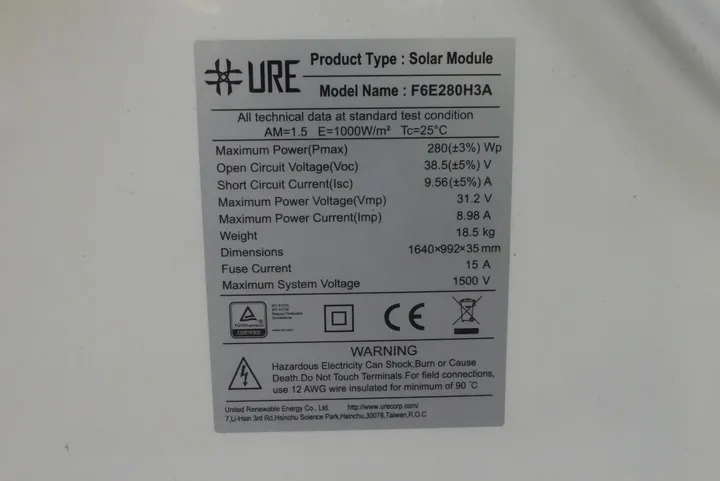 URE
Product Type : Solar Module
Model Name : F6E280H3A
All technical data at standard test condition
AM=1.5 E=1000W/m² Tc=25°C
Maximum Power(Pmax) 280(±3%) Wp
Open Circuit Voltage(Voc) 38.5(±5%) V
Short Circuit Current(Isc) 9.56(±5%) A
Maximum Power Voltage(Vmp) 31.2 V
Maximum Power Current(Imp) 8.98 A
Weight 18.5 kg
Dimensions 1640×992×35mm
Fuse Current 15 A
Maximum System Voltage 1500 V
TÜVRheinland
CERTIFIED
CE
WARNING
Hazardous Electricity Can Shock,Burn or Cause
Death.Do Not Touch Terminals.For field connections,
use 12 AWG wire insulated for minimum of 90 °C
United Renewable Energy Co., Ltd. http://www.urecorp.com/
7,Li-Hsin 3rd Rd,Hsinchu Science Park,Hsinchu,30078,Taiwan,R.O.C